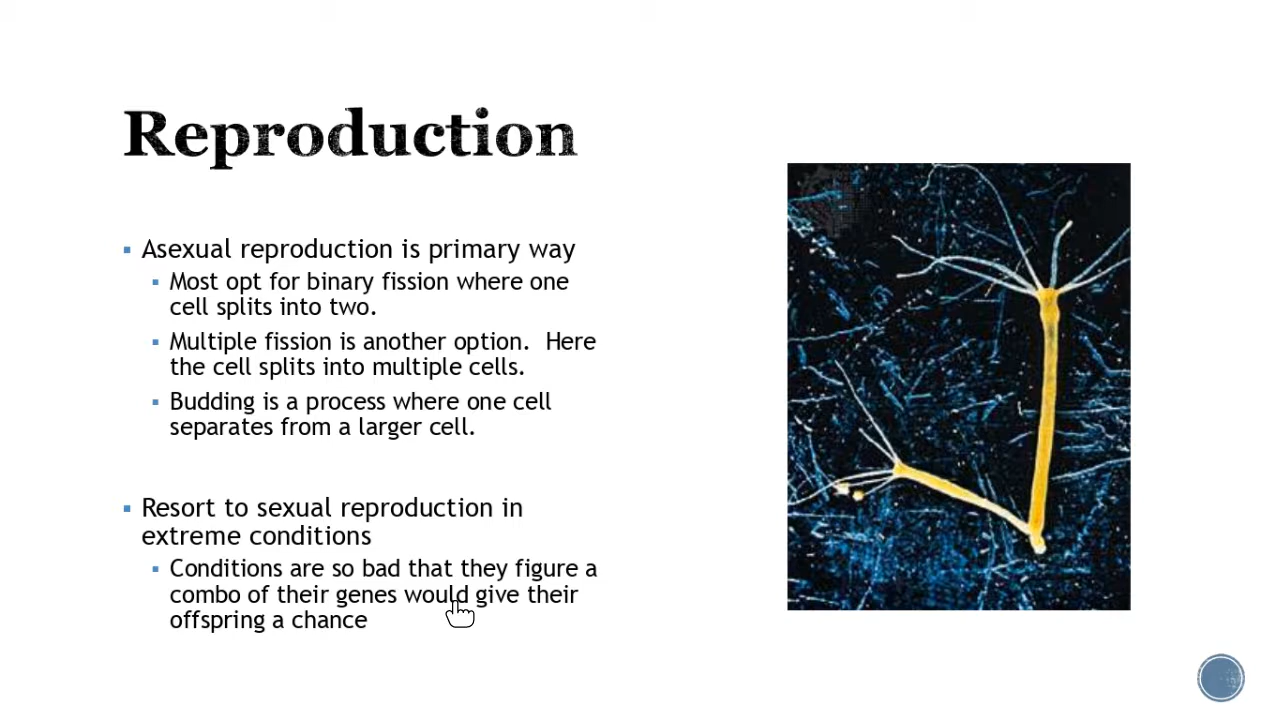 Reproduction
Asexual reproduction is primary way
Most opt for binary fission where one
cell splits into two.
Multiple fission is another option.  Here
the cell splits into multiple cells.
Budding is a process where one cell
separates from a larger cell.
Resort to sexual reproduction in
extreme conditions
Conditions are so bad that they figure a
combo of their genes would give their
offspring a chance